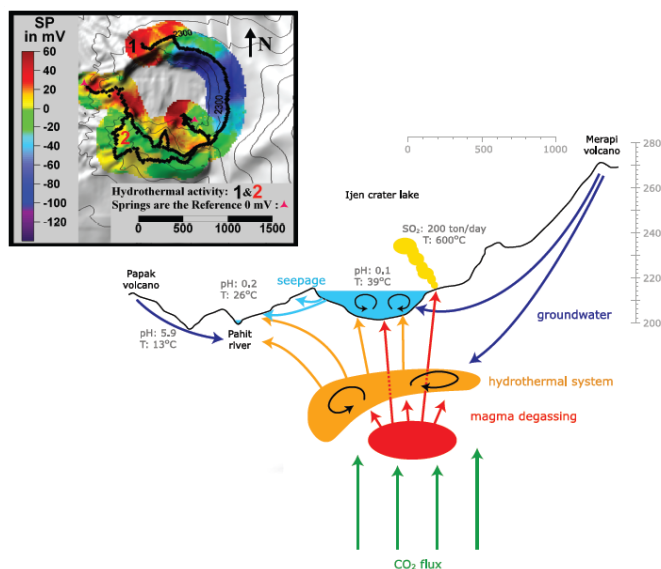 SP
in mV
60
40
20
0
-20
-40
-60
-80
-100
-120
1
2300
N
2300
2
Hydrothermal activity: 1 & 2
Springs are the Reference 0 mV :
0 500 1000 1500
0 500 1000
Merapi
volcano
280
260
240
220
200
Ijen crater lake
SO₂: 200 ton/day
T: 600°C
pH: 0.2
T: 26°C
seepage
pH: 0.1
T: 39°C
Papak
volcano
groundwater
pH: 5.9
T: 13°C
Pahit
river
hydrothermal system
magma degassing
CO₂ flux